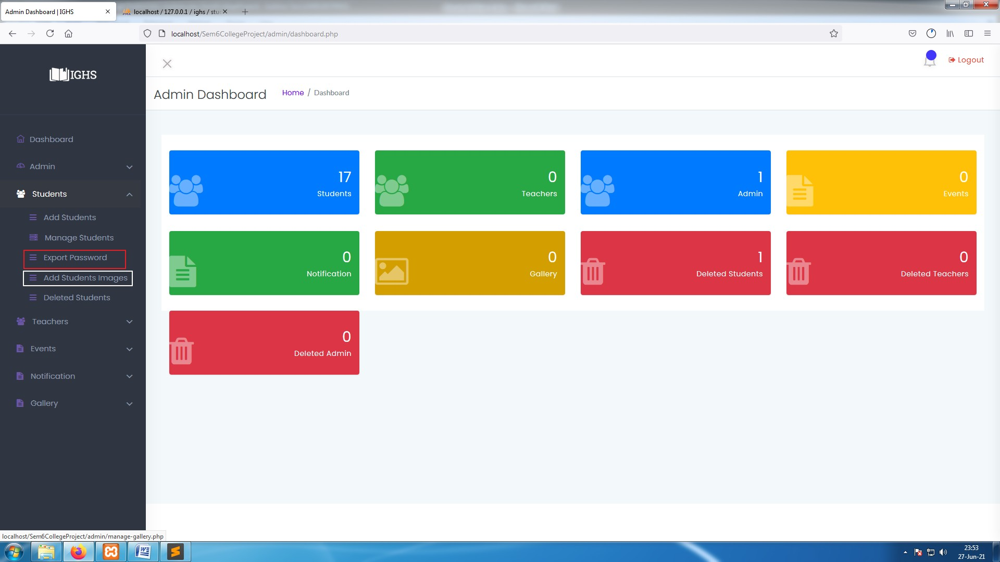 Admin Dashboard | IGHS
localhost / 127.0.0.1 / ighs / stu
localhost/Sem6CollegeProject/admin/dashboard.php
IGHS
Logout
Admin Dashboard
Home / Dashboard
Dashboard
Admin
Students
Add Students
Manage Students
Export Password
Add Students Images
Deleted Students
Teachers
Events
Notification
Gallery
17
Students
0
Teachers
1
Admin
0
Events
0
Notification
0
Gallery
1
Deleted Students
0
Deleted Teachers
0
Deleted Admin
localhost/Sem6CollegeProject/admin/manage-gallery.php
23:53
27-Jun-21